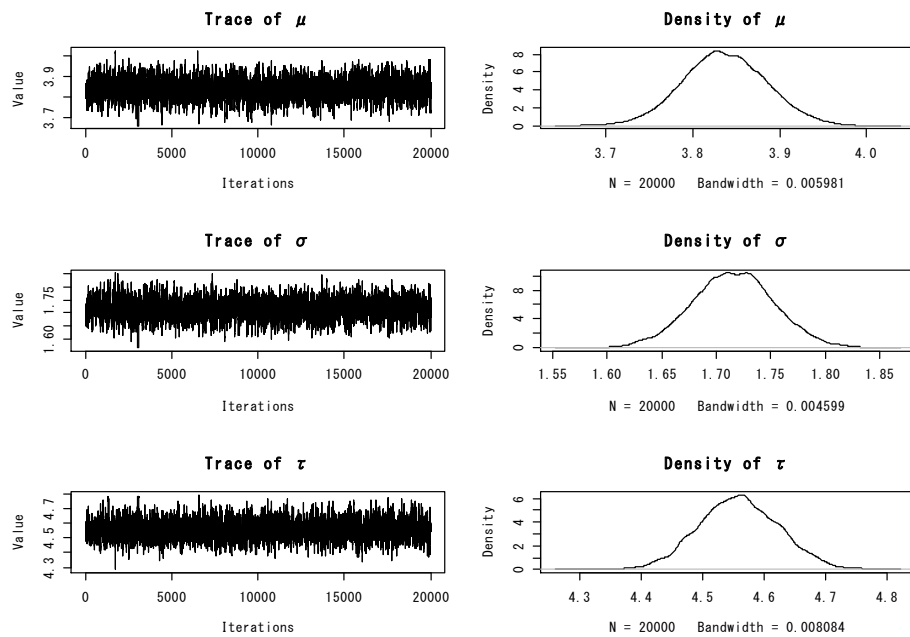 Trace of μ
Density of μ
Value
3.7 3.9
0 5000 10000 15000 20000
Iterations
Density
0 2 4 6 8
3.7 3.8 3.9 4.0
N = 20000 Bandwidth = 0.005981
Trace of σ
Density of σ
Value
1.60 1.75
0 5000 10000 15000 20000
Iterations
Density
0 4 8
1.55 1.60 1.65 1.70 1.75 1.80 1.85
N = 20000 Bandwidth = 0.004599
Trace of τ
Density of τ
Value
4.3 4.5 4.7
0 5000 10000 15000 20000
Iterations
Density
0 2 4 6
4.3 4.4 4.5 4.6 4.7 4.8
N = 20000 Bandwidth = 0.008084